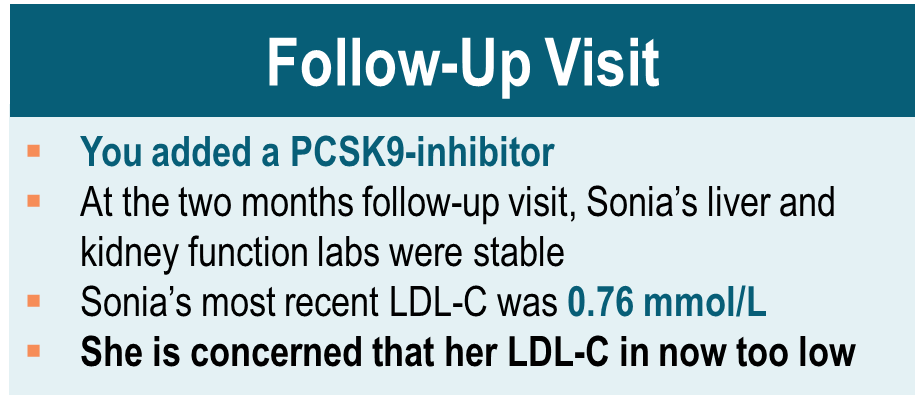 Follow-Up Visit
▪ You added a PCSK9-inhibitor
▪ At the two months follow-up visit, Sonia’s liver and
kidney function labs were stable
▪ Sonia’s most recent LDL-C was 0.76 mmol/L
▪ She is concerned that her LDL-C in now too low